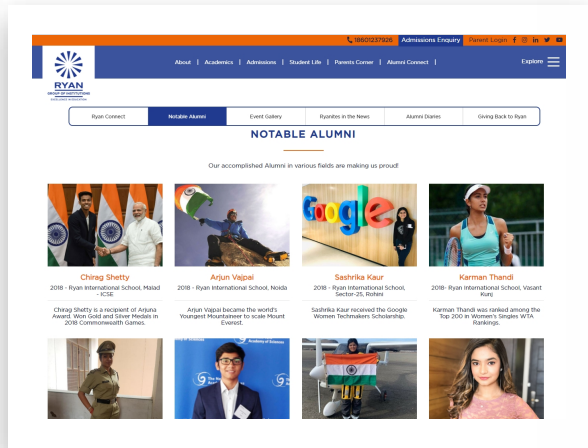 18601237926 Admissions Enquiry Parent Login
RYAN
GROUP OF INSTITUTIONS
About | Academics | Admissions | Student Life | Parents Corner | Alumni Connect |
Explore
Ryan Connect
Notable Alumni
Event Gallery
Ryanites in the News
Alumni Diaries
Giving Back to Ryan
NOTABLE ALUMNI
Our accomplished Alumni in various fields are making us proud!
Google
Chirag Shetty
2018 - Ryan International School, Malad
- ICSE
Chirag Shetty is a recipient of Arjuna
Award. Won Gold and Silver Medals in
2018 Commonwealth Games.
Arjun Vajpai
2018 - Ryan International School, Noida
Arjun Vajpai became the world's
Youngest Mountaineer to scale Mount
Everest.
Sashrika Kaur
2018 - Ryan International School,
Sector-25, Rohini
Sashrika Kaur received the Google
Women Techmakers Scholarship.
Karman Thandi
2018- Ryan International School, Vasant
Kunj
Karman Thandi was ranked among the
Top 200 in Women's Singles WTA
Rankings.
Academy of Sciences